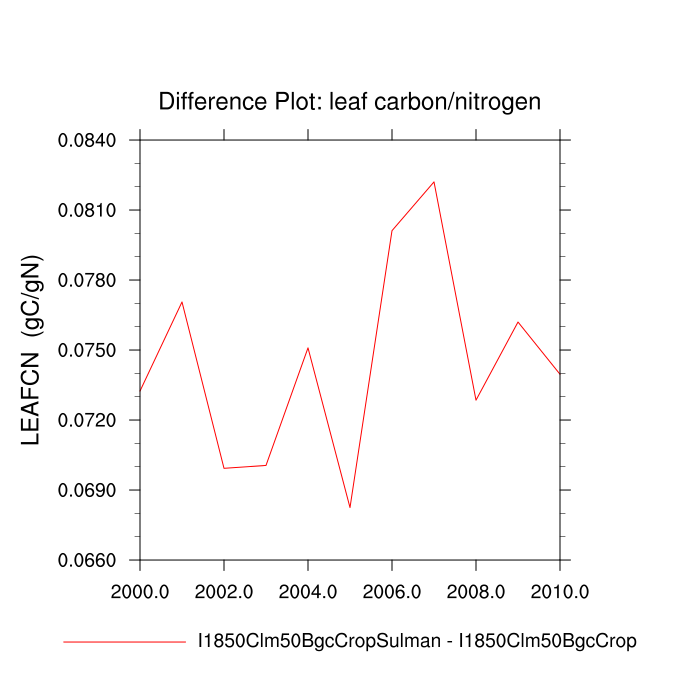 Difference Plot: leaf carbon/nitrogen
LEAFCN (gC/gN)
0.0840
0.0810
0.0780
0.0750
0.0720
0.0690
0.0660
2000.0 2002.0 2004.0 2006.0 2008.0 2010.0
I1850Clm50BgcCropSulman - I1850Clm50BgcCrop